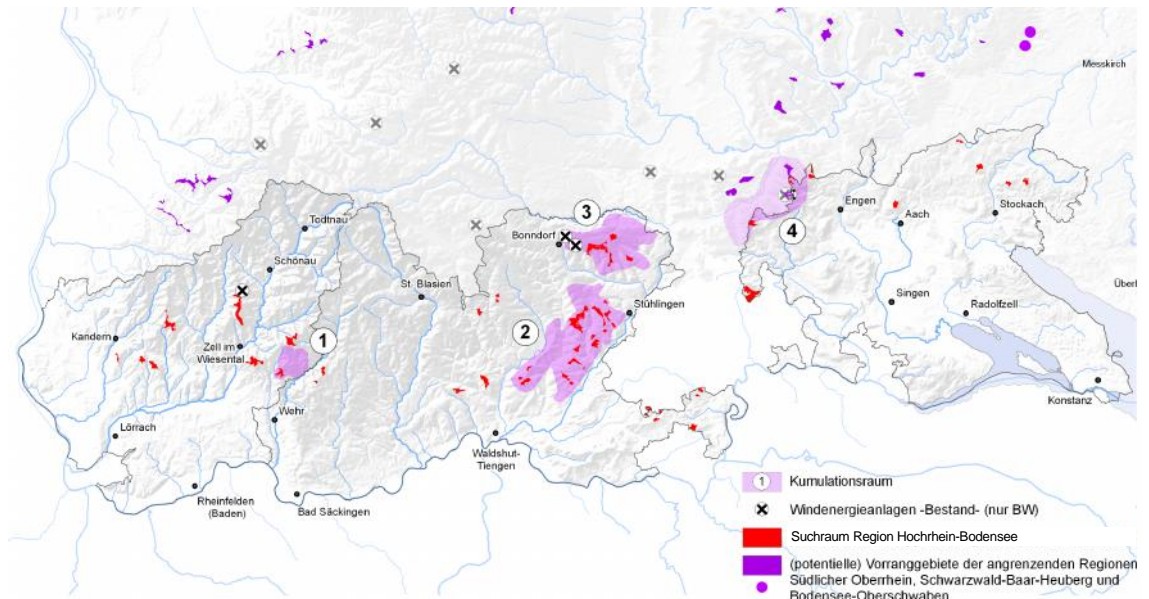 Messkirch
Engen
Aach
Stockach
Todtnau
3
Bonndorf
4
Schönau
St. Blasien
Stühlingen
Singen
Radolfzell
Kandern
Zell im
Wiesental
1
2
Konstanz
Wehr
Lörrach
Waldshut-
Tiengen
Rheinfelden
(Baden)
Bad Säckingen
1 Kumulationsraum
Windenergieanlagen -Bestand- (nur BW)
Suchraum Region Hochrhein-Bodensee
(potentielle) Vorranggebiete der angrenzenden Regionen
Südlicher Oberrhein, Schwarzwald-Baar-Heuberg und
Bodensee-Oberschwaben